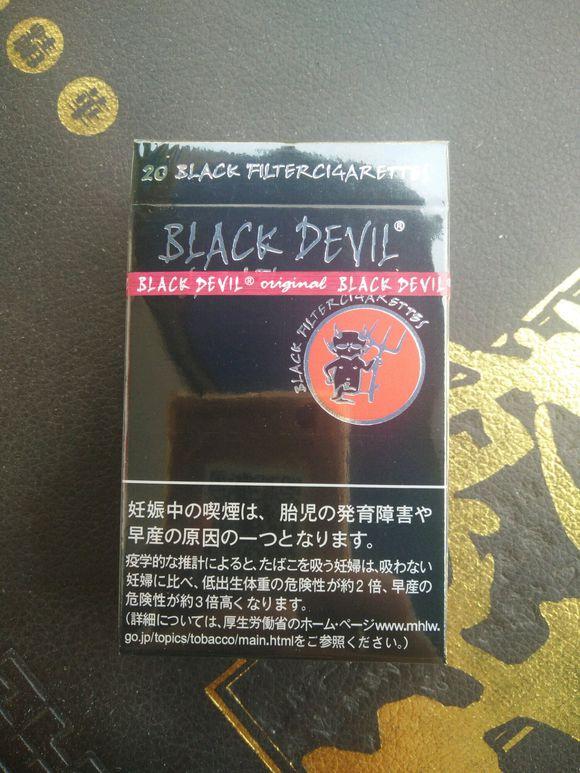 20 BLACK FILTERCIGARETTES
BLACK DEVIL®
BLACK DEVIL® original BLACK DEVIL
BLACK FILTERCIGARETTES
妊娠中の喫煙は、胎児の発育障害や
早産の原因の一つとなります。
疫学的な推計によると、たばこを吸う妊婦は、吸わない
妊婦に比べ、低出生体重の危険性が約2倍、早産の
危険性が約3倍高くなります。
(詳細については、厚生労働省のホーム・ページwww.mhlw.
go.jp/topics/tobacco/main.htmlをご参照ください。)